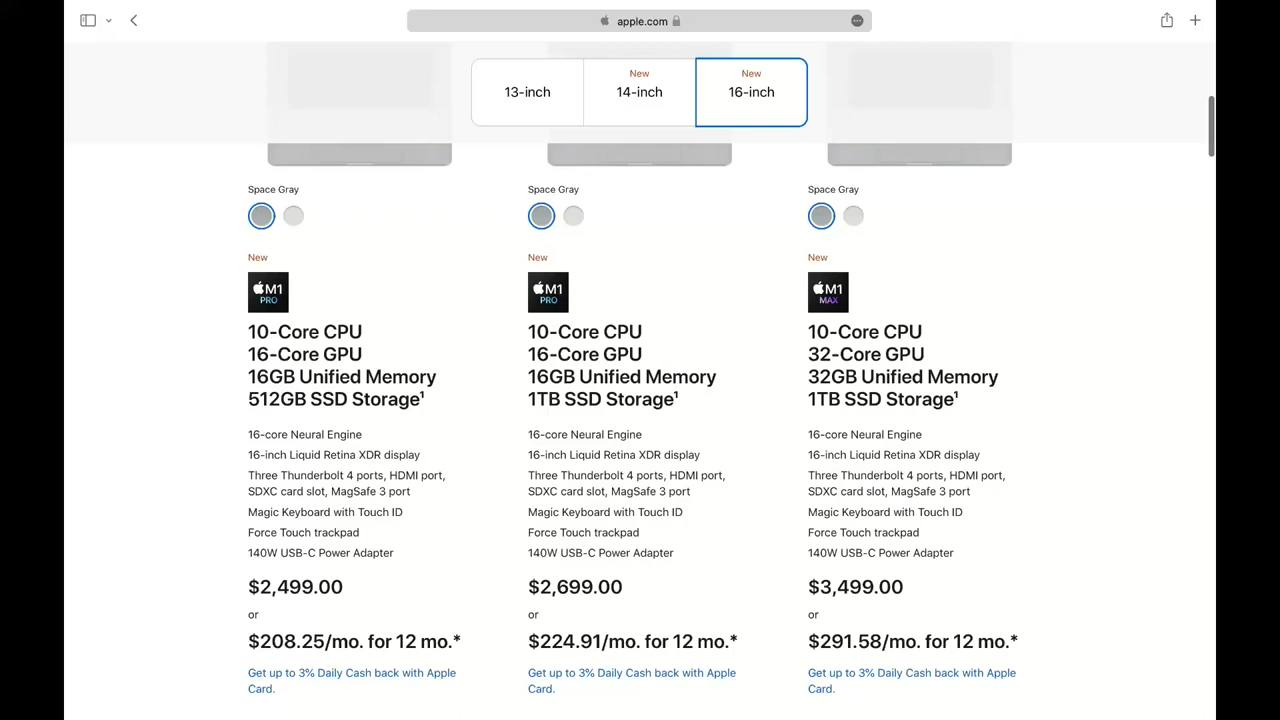 apple.com
13-inch
New
14-inch
New
16-inch
Space Gray
New
M1
PRO
10-Core CPU
16-Core GPU
16GB Unified Memory
512GB SSD Storage¹
16-core Neural Engine
16-inch Liquid Retina XDR display
Three Thunderbolt 4 ports, HDMI port,
SDXC card slot, MagSafe 3 port
Magic Keyboard with Touch ID
Force Touch trackpad
140W USB-C Power Adapter
$2,499.00
or
$208.25/mo. for 12 mo.*
Get up to 3% Daily Cash back with Apple
Card.
Space Gray
New
M1
PRO
10-Core CPU
16-Core GPU
16GB Unified Memory
1TB SSD Storage¹
16-core Neural Engine
16-inch Liquid Retina XDR display
Three Thunderbolt 4 ports, HDMI port,
SDXC card slot, MagSafe 3 port
Magic Keyboard with Touch ID
Force Touch trackpad
140W USB-C Power Adapter
$2,699.00
or
$224.91/mo. for 12 mo.*
Get up to 3% Daily Cash back with Apple
Card.
Space Gray
New
M1
MAX
10-Core CPU
32-Core GPU
32GB Unified Memory
1TB SSD Storage¹
16-core Neural Engine
16-inch Liquid Retina XDR display
Three Thunderbolt 4 ports, HDMI port,
SDXC card slot, MagSafe 3 port
Magic Keyboard with Touch ID
Force Touch trackpad
140W USB-C Power Adapter
$3,499.00
or
$291.58/mo. for 12 mo.*
Get up to 3% Daily Cash back with Apple
Card.